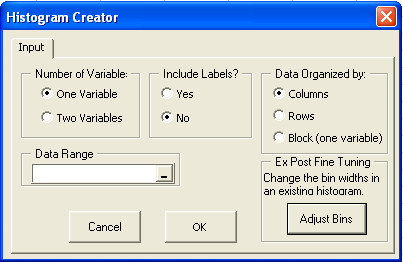 Histogram Creator
Input
Number of Variable:
One Variable
Two Variables
Include Labels?
Yes
No
Data Organized by:
Columns
Rows
Block (one variable)
Data Range
Ex Post Fine Tuning
Change the bin widths in
an existing histogram.
Adjust Bins
Cancel
OK